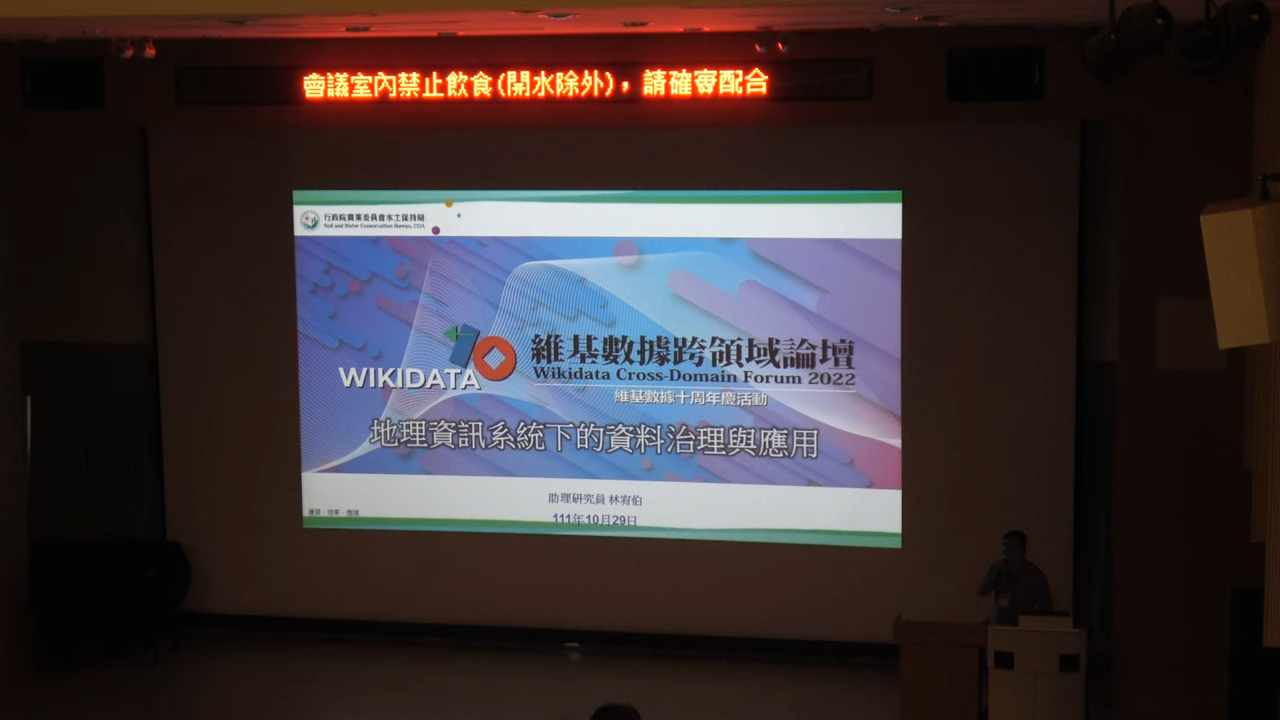 會議室內禁止飲食(開水除外)，請確實配合
行政院農業委員會水土保持局
Soil and Water Conservation Bureau, COA
WIKIDATA
維基數據跨領域論壇
Wikidata Cross-Domain Forum 2022
維基數據十周年慶活動
地理資訊系統下的資料治理與應用
助理研究員 林宥伯
111年10月29日